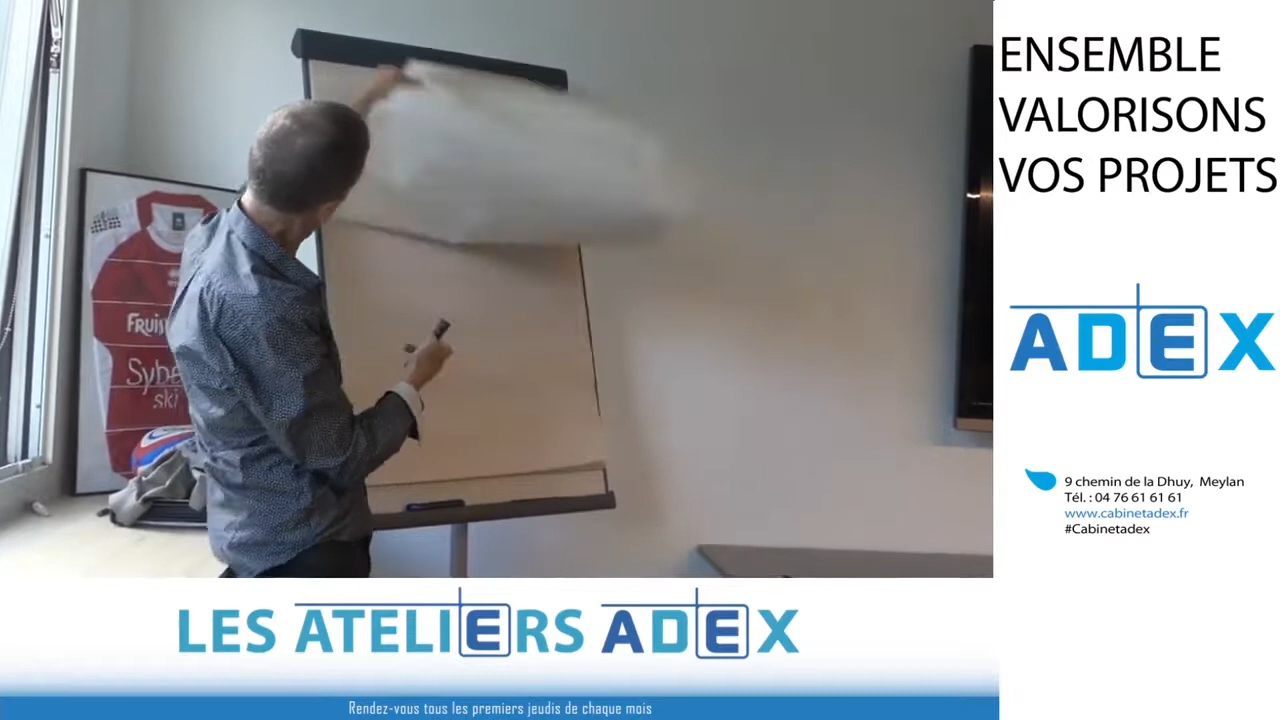 ENSEMBLE
VALORISONS
VOS PROJETS
ADEX
9 chemin de la Dhuy, Meylan
Tél. : 04 76 61 61 61
www.cabinetadex.fr
#Cabinetadex
ski
LES ATELIERS ADEX
Rendez-vous tous les premiers jeudis de chaque mois